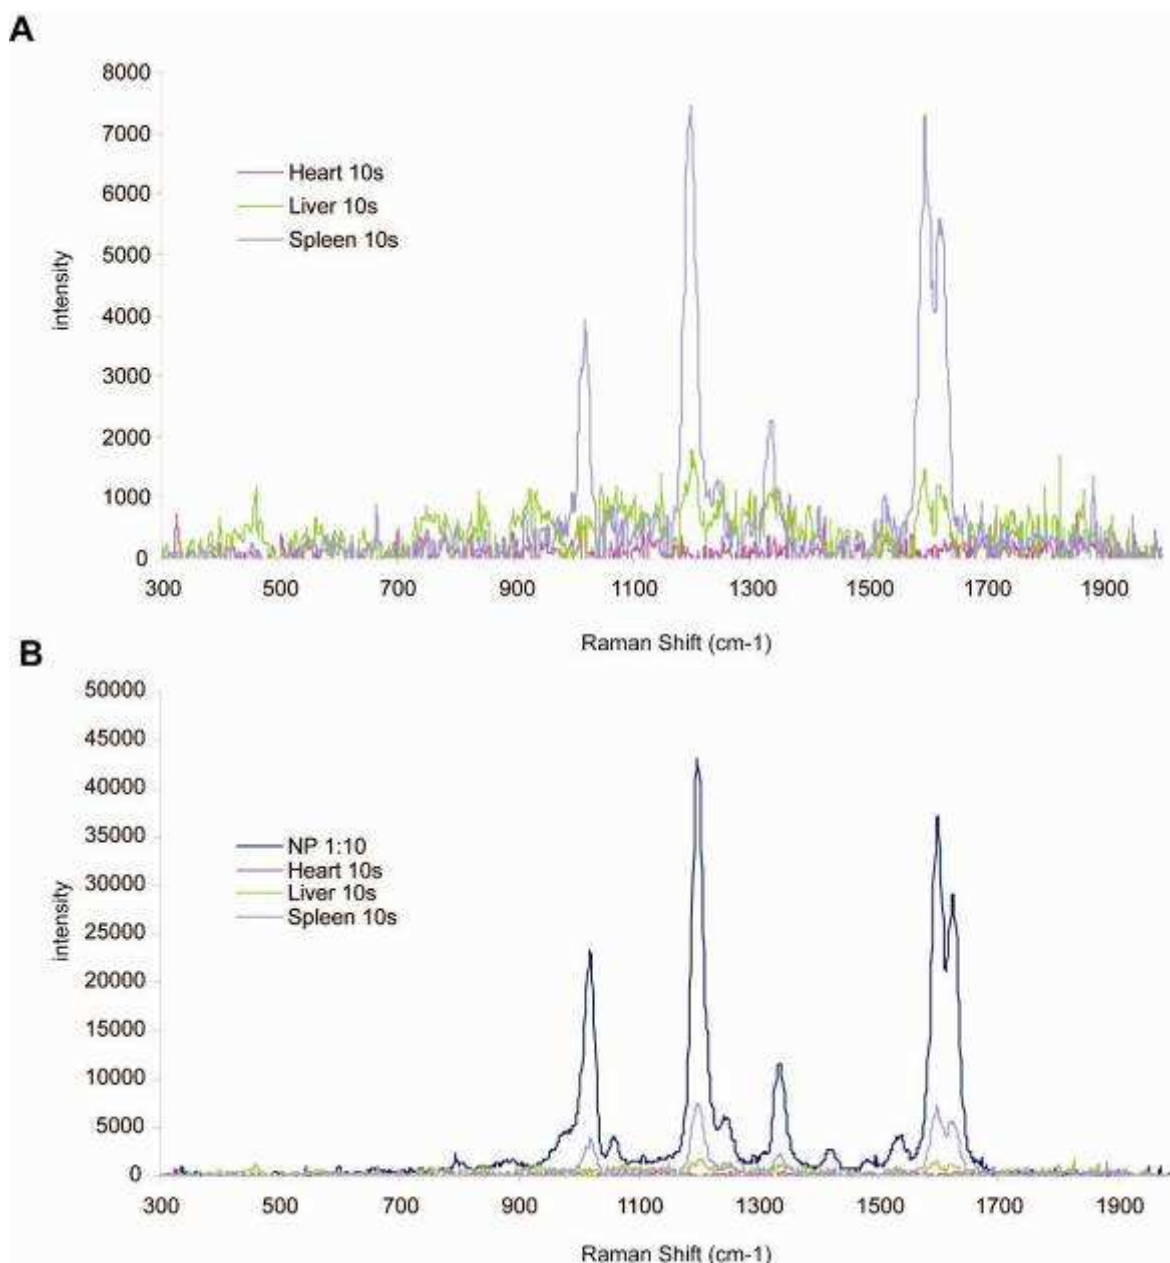 A
8000
7000
6000
5000
4000
3000
2000
1000
0
intensity
Heart 10s
Liver 10s
Spleen 10s
300 500 700 900 1100 1300 1500 1700 1900
Raman Shift (cm-1)
B
50000
45000
40000
35000
30000
25000
20000
15000
10000
5000
0
intensity
NP 1:10
Heart 10s
Liver 10s
Spleen 10s
300 500 700 900 1100 1300 1500 1700 1900
Raman Shift (cm-1)